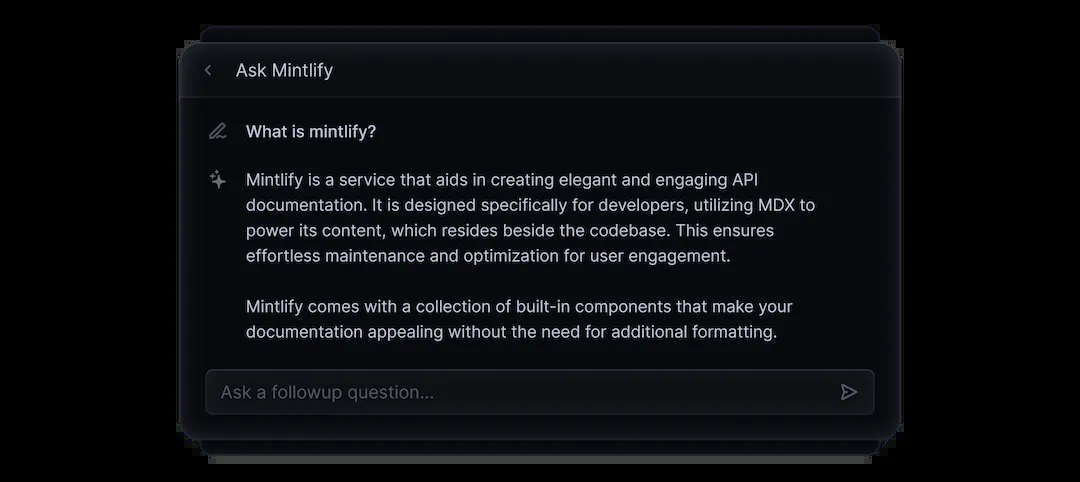 Ask Mintlify
What is mintlify?
Mintlify is a service that aids in creating elegant and engaging API
documentation. It is designed specifically for developers, utilizing MDX to
power its content, which resides beside the codebase. This ensures
effortless maintenance and optimization for user engagement.
Mintlify comes with a collection of built-in components that make your
documentation appealing without the need for additional formatting.
Ask a followup question...